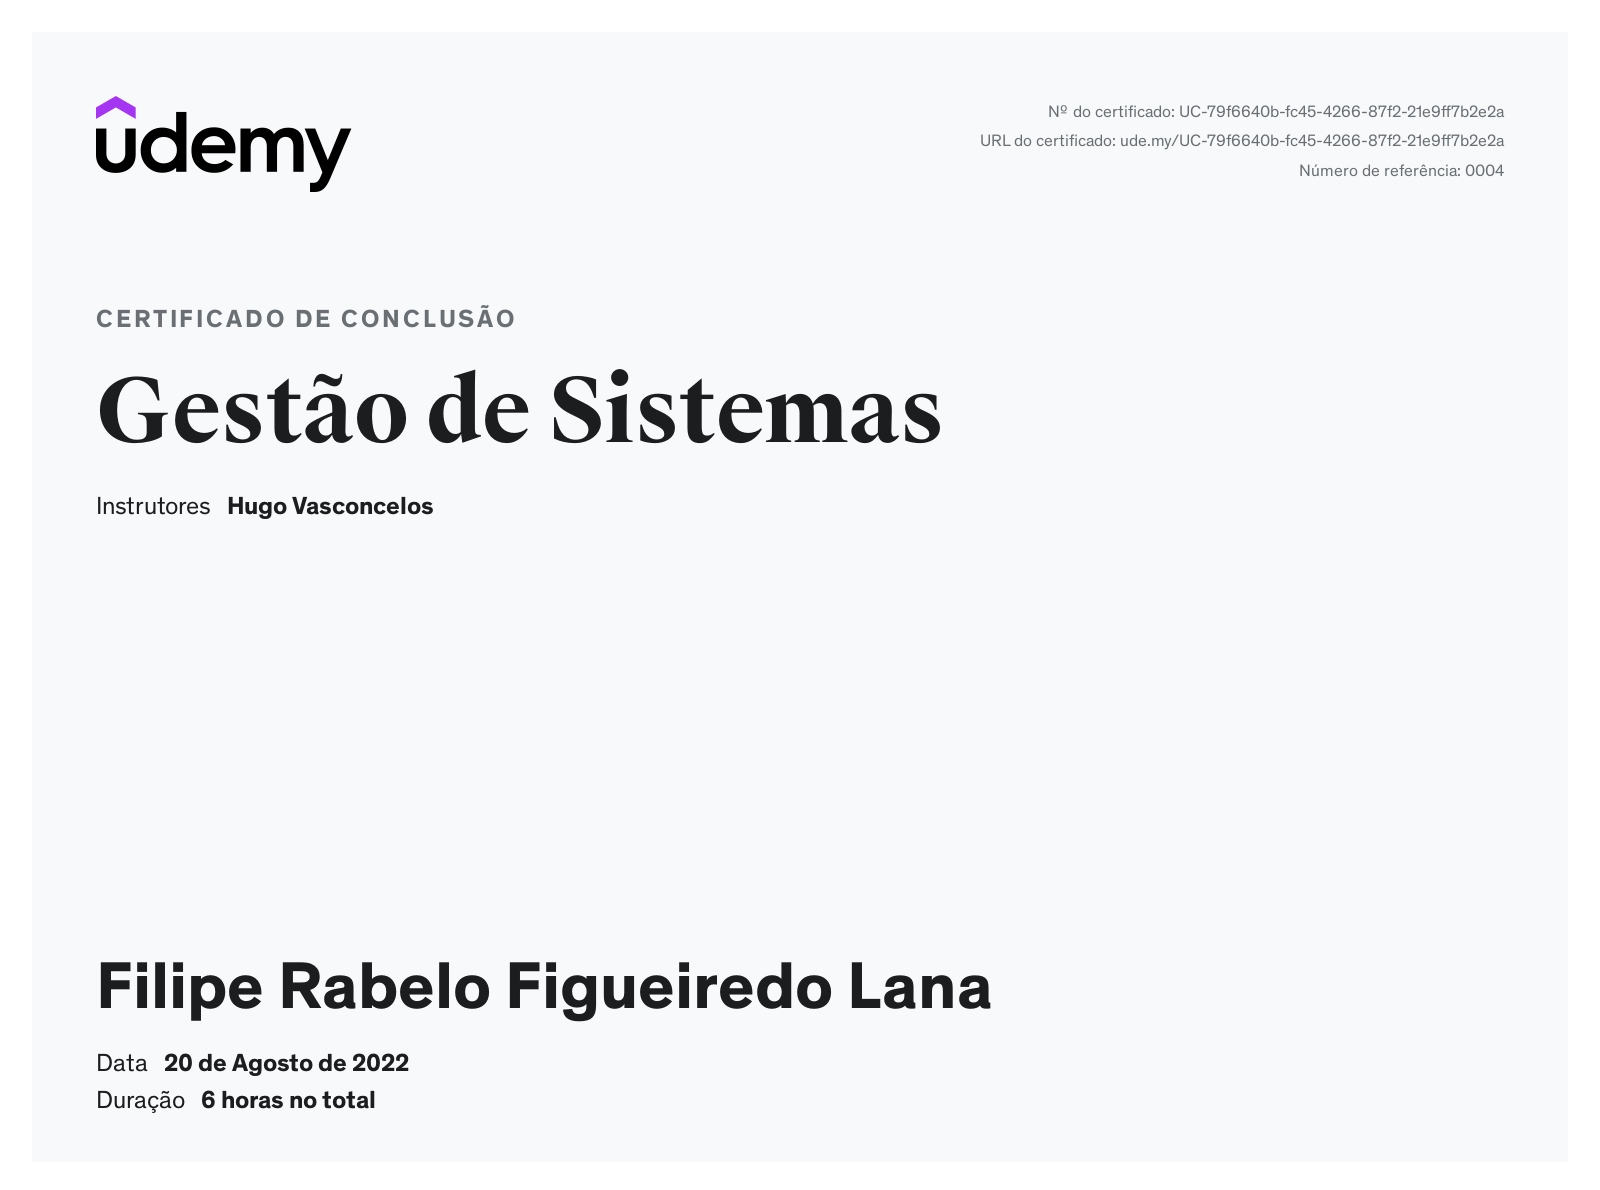 udemy
Nº do certificado: UC-79f6640b-fc45-4266-87f2-21e9ff7b2e2a
URL do certificado: ude.my/UC-79f6640b-fc45-4266-87f2-21e9ff7b2e2a
Número de referência: 0004
CERTIFICADO DE CONCLUSÃO
Gestão de Sistemas
Instrutores Hugo Vasconcelos
Filipe Rabelo Figueiredo Lana
Data 20 de Agosto de 2022
Duração 6 horas no total